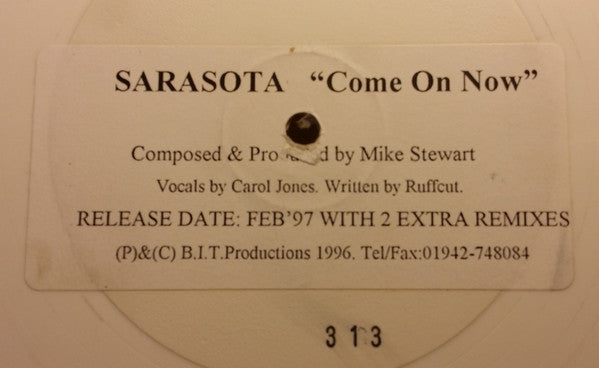 SARASOTA “Come On Now”
Composed & Produced by Mike Stewart
Vocals by Carol Jones. Written by Ruffcut.
RELEASE DATE: FEB'97 WITH 2 EXTRA REMIXES
(P)&(C) B.I.T.Productions 1996. Tel/Fax:01942-748084
313